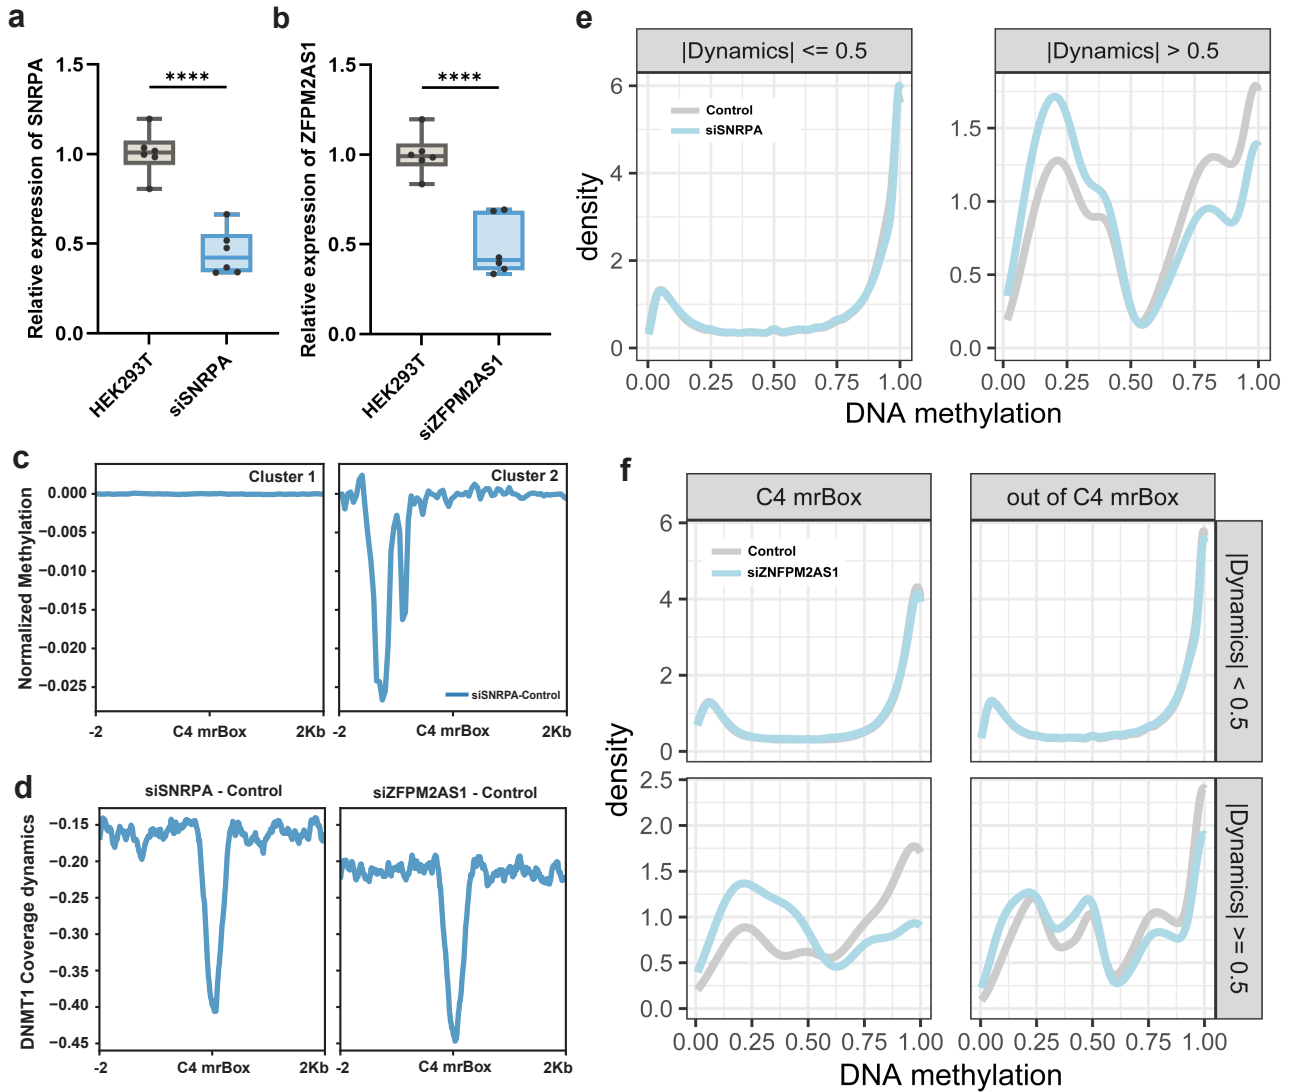 a
Relative expression of SNRPA
1.5
1.0
0.5
0.0
****
HEK293T
siSNRPA
b
Relative expression of ZFPM2AS1
1.5
1.0
0.5
0.0
****
HEK293T
siZFPM2AS1
e
|Dynamics| <= 0.5
|Dynamics| > 0.5
density
6
4
2
0
Control
siSNRPA
1.5
1.0
0.5
0.0
0.00 0.25 0.50 0.75 1.00
0.00 0.25 0.50 0.75 1.00
DNA methylation
c
Normalized Methylation
0.000
−0.005
−0.010
−0.015
−0.020
−0.025
Cluster 1
Cluster 2
siSNRPA-Control
-2 C4 mrBox 2Kb
-2 C4 mrBox 2Kb
d
siSNRPA - Control
siZFPM2AS1 - Control
DNMT1 Coverage dynamics
−0.15
−0.20
−0.25
−0.30
−0.35
−0.40
−0.45
-2 C4 mrBox 2Kb
-2 C4 mrBox 2Kb
f
C4 mrBox
out of C4 mrBox
density
6
4
2
0
Control
siZNFPM2AS1
|Dynamics| < 0.5
2.5
2.0
1.5
1.0
0.5
0.0
|Dynamics| >= 0.5
0.00 0.25 0.50 0.75 1.00
0.00 0.25 0.50 0.75 1.00
DNA methylation